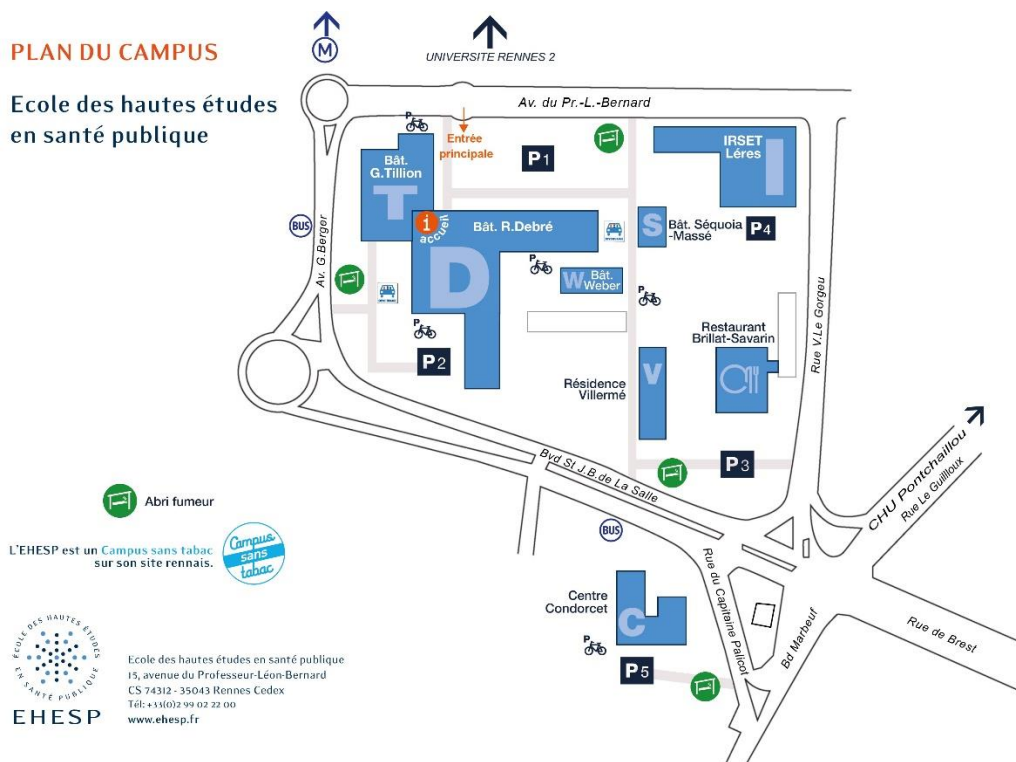 PLAN DU CAMPUS
Ecole des hautes études
en santé publique
M
UNIVERSITE RENNES 2
Av. du Pr.-L.-Bernard
Entrée
principale
P
P1
IRSET
Léres
I
Bât.
G.Tillion
T
i
accueil
Bât. R.Debré
D
S
Bât. Séquoia
-Massé
P4
BUS
Av. G.Berger
P
W
Bât.
Weber
P
P
P2
Restaurant
Brillat-Savarin
Rue V.Le Gorgeu
V
Résidence
Villermé
P3
Bvd St J.B.de La Salle
CHU Pontchaillou
Rue Le Guilloux
Abri fumeur
BUS
L'EHESP est un Campus sans tabac
sur son site rennais.
Campus
sans
tabac
Centre
Condorcet
C
P
P5
Rue du Capitaine Palicot
Bd Marbeuf
Rue de Brest
ÉCOLE DES HAUTES ÉTUDES
EN SANTÉ PUBLIQUE
EHESP
Ecole des hautes études en santé publique
15, avenue du Professeur-Léon-Bernard
CS 74312 - 35043 Rennes Cedex
Tél: +33(0)2 99 02 22 00
www.ehesp.fr